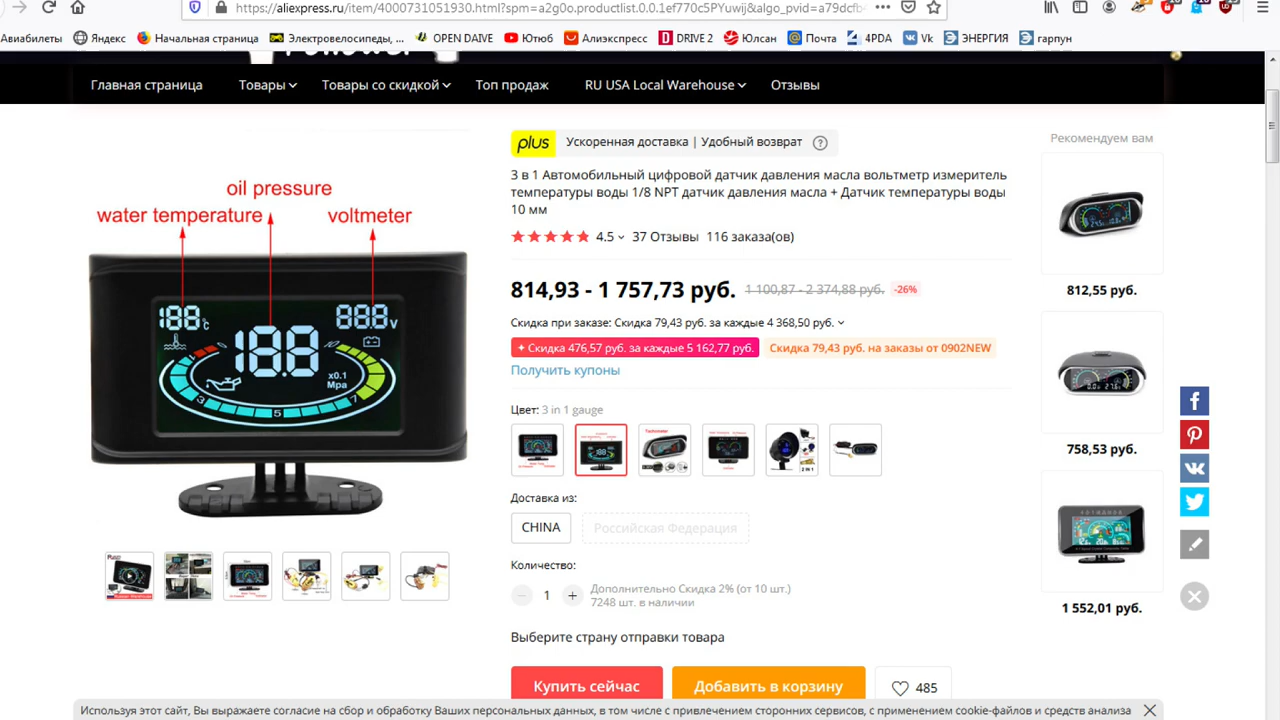 https://aliexpress.ru/item/4000731051930.html?spm=a2g0o.productlist.0.0.1ef770c5PYuwij&algo_pvid=a79dcfb
Авиабилеты Яндекс Начальная страница Электровелосипеды, ... OPEN DAIVE Ютюб Алиэкспресс DRIVE 2 Юлсан Почта 4PDA Vk ЭНЕРГИЯ гарпун
Главная страница Товары Товары со скидкой Топ продаж RU USA Local Warehouse Отзывы
plus Ускоренная доставка | Удобный возврат ?
Рекомендуем вам
3 в 1 Автомобильный цифровой датчик давления масла вольтметр измеритель
температуры воды 1/8 NPT датчик давления масла + Датчик температуры воды
10 мм
4.5 37 Отзывы 116 заказа(ов)
oil pressure
water temperature voltmeter
188 °C 188 888 V
x0.1
Mpa
3 5 7
814,93 - 1 757,73 руб. 1 100,87 - 2 374,88 руб. -26%
812,55 руб.
Скидка при заказе: Скидка 79,43 руб. за каждые 4 368,50 руб.
+ Скидка 476,57 руб. за каждые 5 162,77 руб. Скидка 79,43 руб. на заказы от 0902NEW
Получить купоны
Цвет: 3 in 1 gauge
758,53 руб.
Доставка из:
CHINA Российская Федерация
Количество:
1 + Дополнительно Скидка 2% (от 10 шт.)
7248 шт. в наличии
1 552,01 руб.
Выберите страну отправки товара
Купить сейчас Добавить в корзину 485
Используя этот сайт, Вы выражаете согласие на сбор и обработку Ваших персональных данных, в том числе с привлечением сторонних сервисов, с применением cookie-файлов и средств анализа